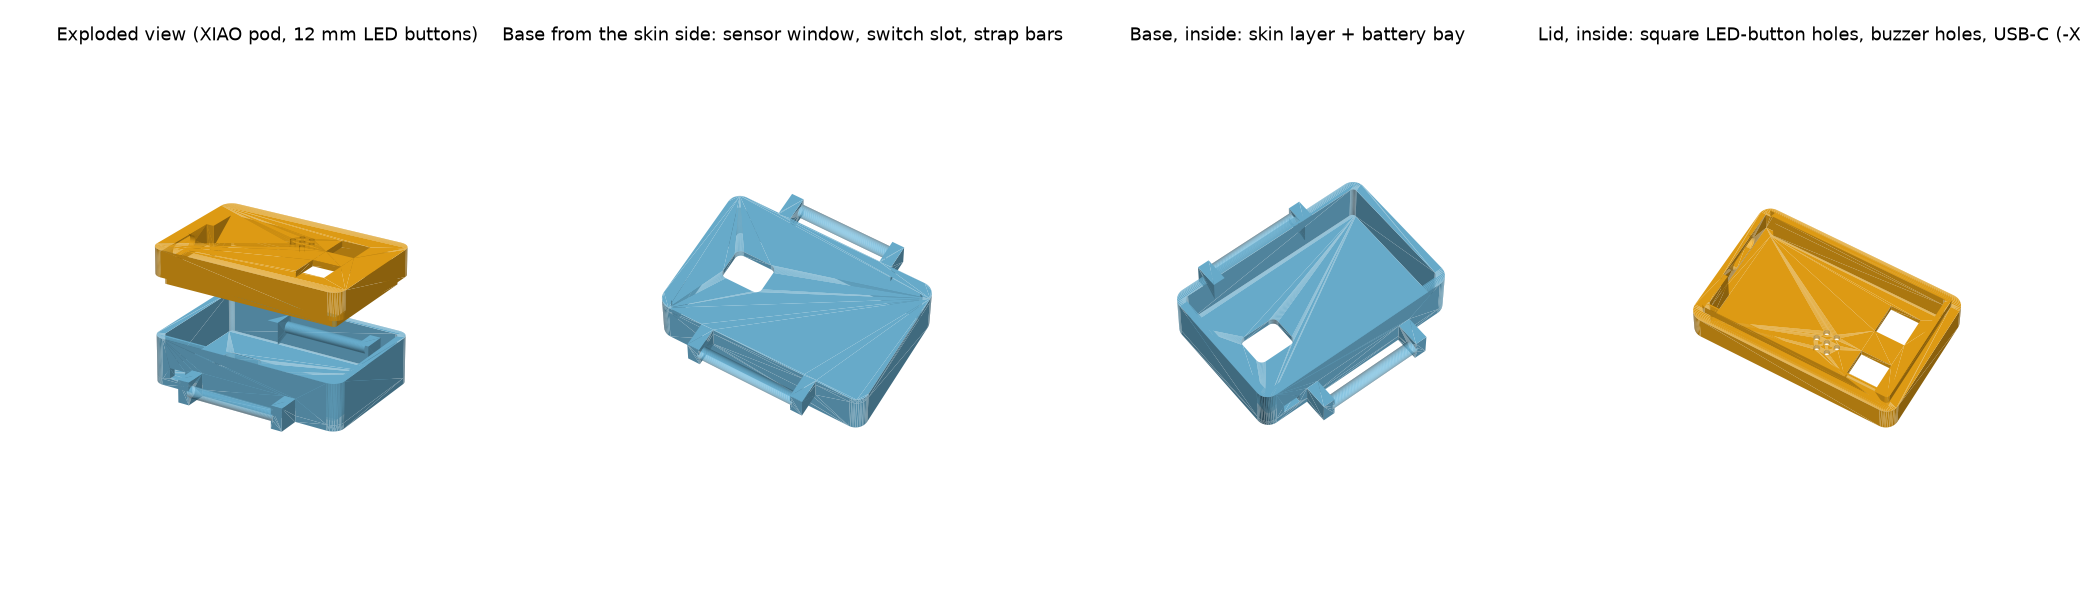 Exploded view (XIAO pod, 12 mm LED buttons)
Base from the skin side: sensor window, switch slot, strap bars
Base, inside: skin layer + battery bay
Lid, inside: square LED-button holes, buzzer holes, USB-C (-X